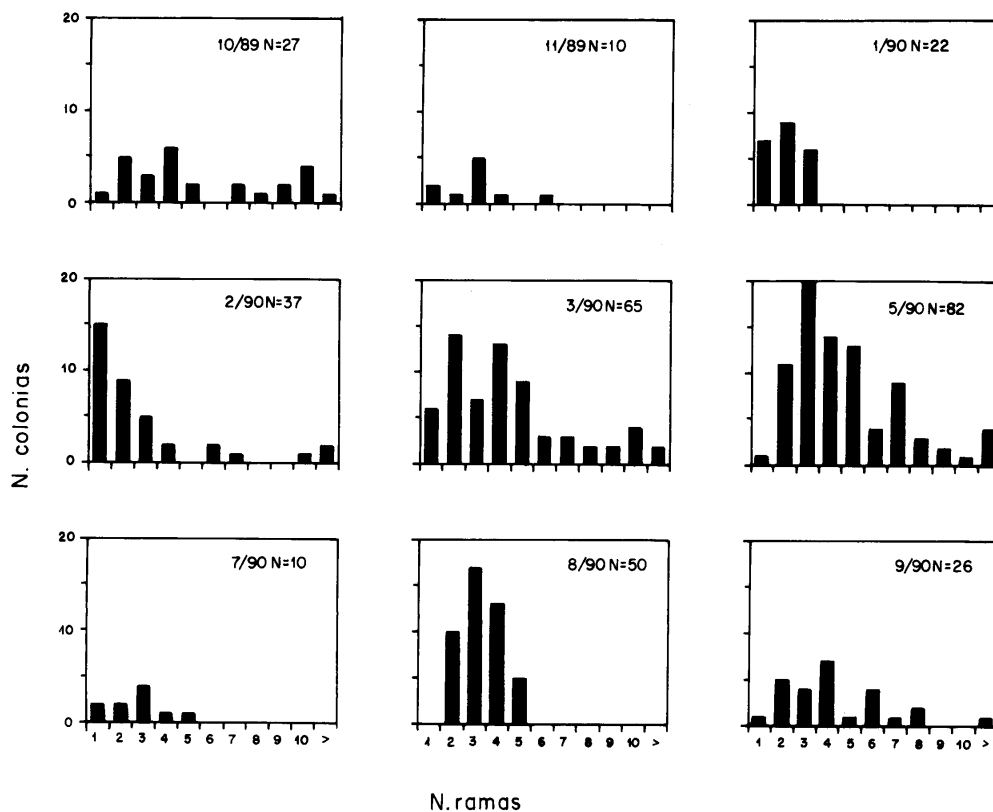 20
10
0
10/89 N=27
11/89 N=10
1/90 N=22
20
10
0
2/90 N=37
3/90 N=65
5/90 N=82
N. colonias
20
10
0
7/90 N=10
8/90 N=50
9/90 N=26
1 2 3 4 5 6 7 8 9 10 >
1 2 3 4 5 6 7 8 9 10 >
1 2 3 4 5 6 7 8 9 10 >
N. ramas